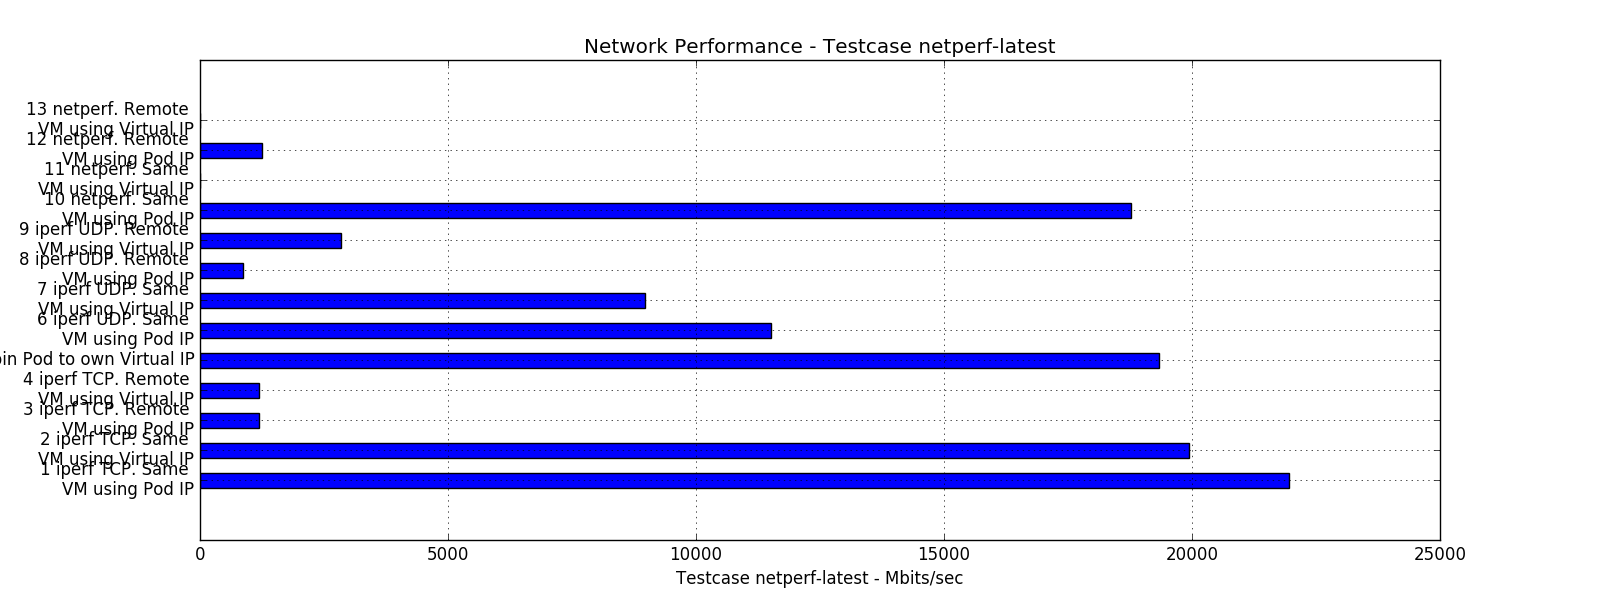 Network Performance - Testcase netperf-latest
13 netperf. Remote
VM using Virtual IP
12 netperf. Remote
VM using Pod IP
11 netperf. Same
VM using Virtual IP
10 netperf. Same
VM using Pod IP
9 iperf UDP. Remote
VM using Virtual IP
8 iperf UDP. Remote
VM using Pod IP
7 iperf UDP. Same
VM using Virtual IP
6 iperf UDP. Same
VM using Pod IP
Pod to own Virtual IP
4 iperf TCP. Remote
VM using Virtual IP
3 iperf TCP. Remote
VM using Pod IP
2 iperf TCP. Same
VM using Virtual IP
1 iperf TCP. Same
VM using Pod IP
0 5000 10000 15000 20000 25000
Testcase netperf-latest - Mbits/sec